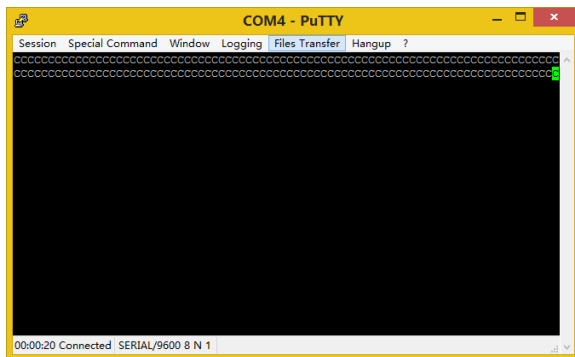 COM4 - PuTTY
Session Special Command Window Logging Files Transfer Hangup ?
CCCCCCCCCCCCCCCCCCCCCCCCCCCCCCCCCCCCCCCCCCCCCCCCCCCCCCCCCCCCCCCCCCCCCCCCCCCCCCCC
CCCCCCCCCCCCCCCCCCCCCCCCCCCCCCCCCCCCCCCCCCCCCCCCCCCCCCCCCCCCCCCCCCCCCCCCCCCCCCCC
00:00:20 Connected SERIAL/9600 8 N 1